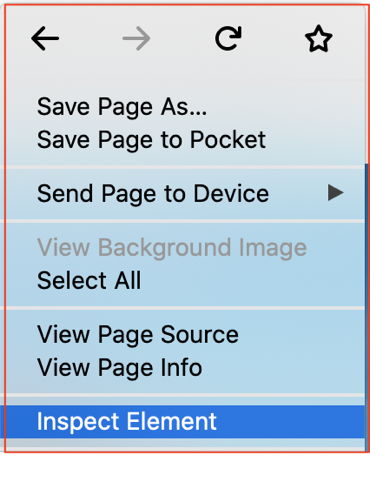 Save Page As...
Save Page to Pocket
Send Page to Device
View Background Image
Select All
View Page Source
View Page Info
Inspect Element